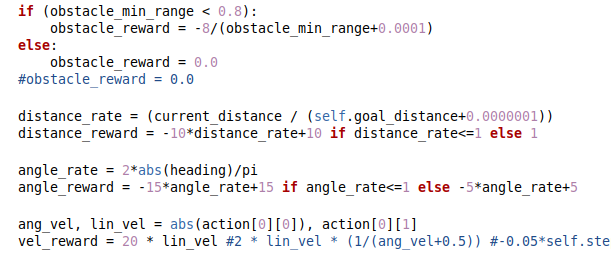 if (obstacle_min_range < 0.8):
    obstacle_reward = -8/(obstacle_min_range+0.0001)
else:
    obstacle_reward = 0.0
#obstacle_reward = 0.0

distance_rate = (current_distance / (self.goal_distance+0.0000001))
distance_reward = -10*distance_rate+10 if distance_rate<=1 else 1

angle_rate = 2*abs(heading)/pi
angle_reward = -15*angle_rate+15 if angle_rate<=1 else -5*angle_rate+5

ang_vel, lin_vel = abs(action[0][0]), action[0][1]
vel_reward = 20 * lin_vel #2 * lin_vel * (1/(ang_vel+0.5)) #-0.05*self.ste